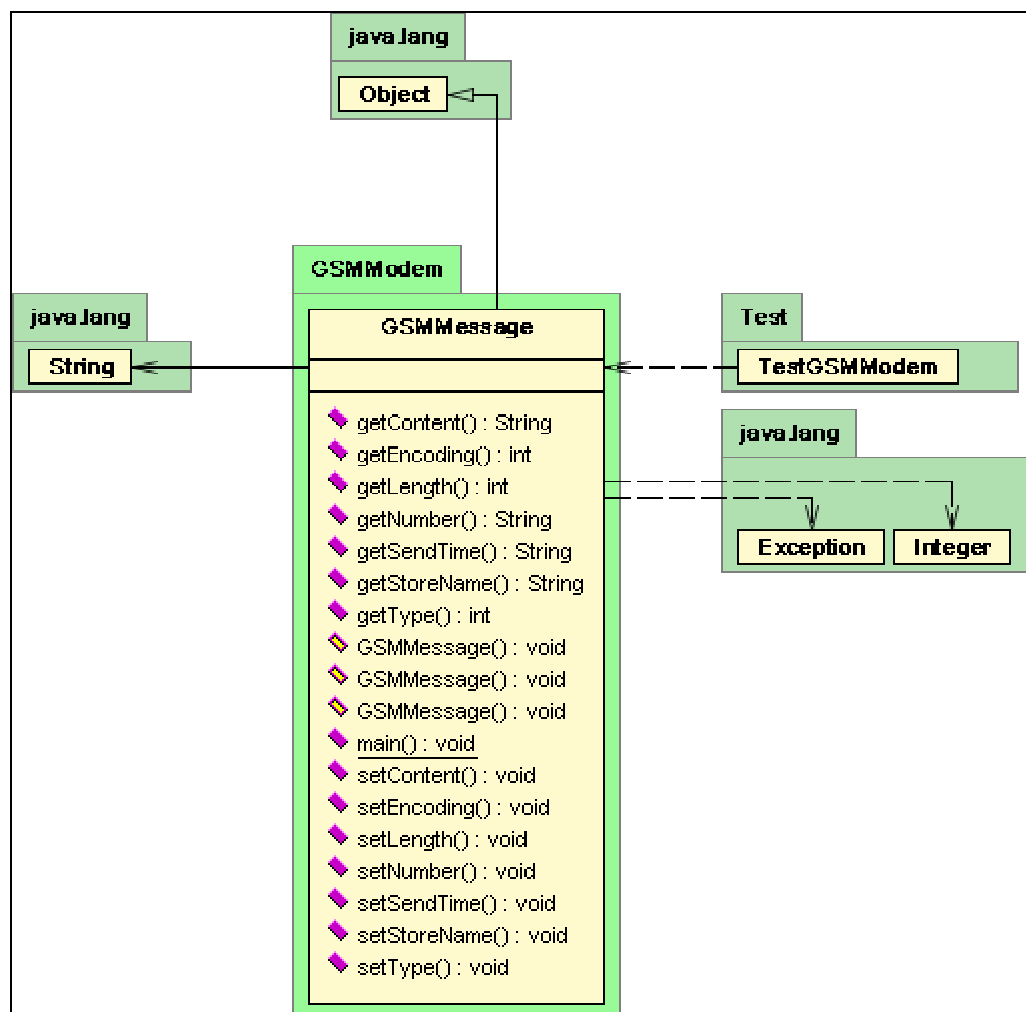 java.lang
Object
GSMModem
java.lang
String
GSMMessage
Test
TestGSMModem
java.lang
Exception
Integer
getContent() : String
getEncoding() : int
getLength() : int
getNumber() : String
getSendTime() : String
getStoreName() : String
getType() : int
GSMMessage() : void
GSMMessage() : void
GSMMessage() : void
main() : void
setContent() : void
setEncoding() : void
setLength() : void
setNumber() : void
setSendTime() : void
setStoreName() : void
setType() : void